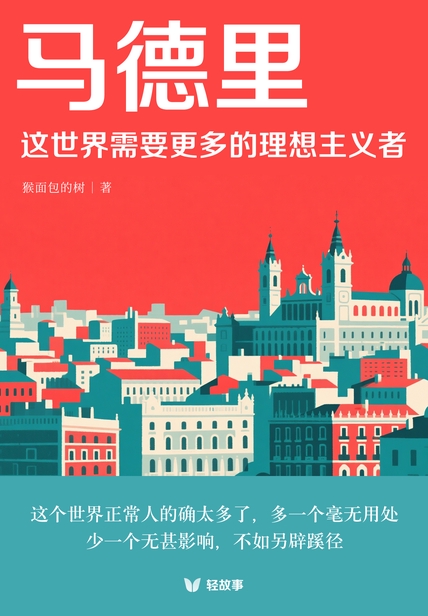 马德里
这世界需要更多的理想主义者
猴面包的树｜著
这个世界正常人的确太多了，多一个毫无用处
少一个无甚影响，不如另辟蹊径
轻故事